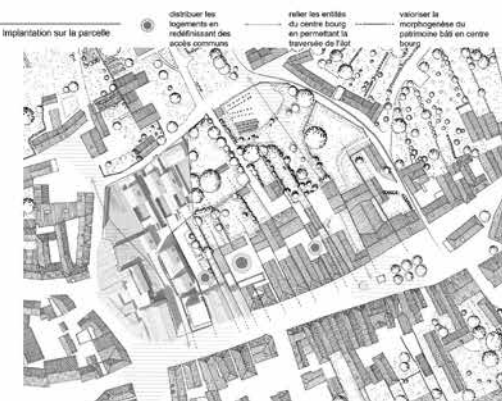 Implantation sur la parcelle
distribuer les
logements en
redéfinissant des
accès communs
relier les entités
du centre bourg
en permettant la
traversée de l'îlot
valoriser la
morphogenèse du
patrimoine bâti en centre
bourg